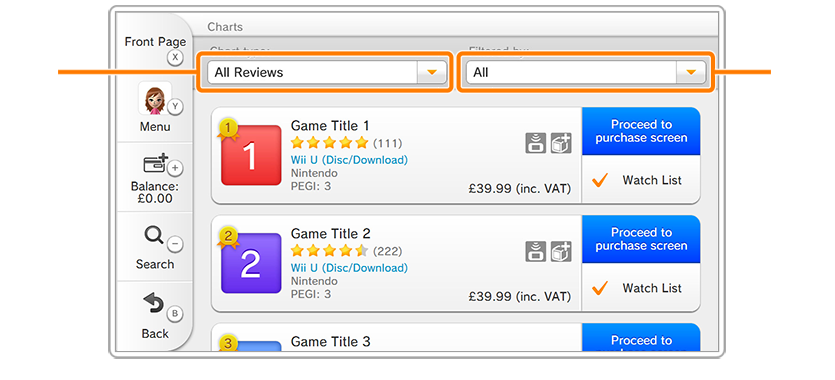 Charts
Front Page
X
Y
Menu
+
Balance:
£0.00
−
Search
B
Back
Chart type:
All Reviews
Filtered by:
All
1
1
Game Title 1
(111)
Wii U (Disc/Download)
Nintendo
PEGI: 3
£39.99 (inc. VAT)
Proceed to
purchase screen
Watch List
2
2
Game Title 2
(222)
Wii U (Disc/Download)
Nintendo
PEGI: 3
£39.99 (inc. VAT)
Proceed to
purchase screen
Watch List
3
Game Title 3
Proceed to
purchase screen